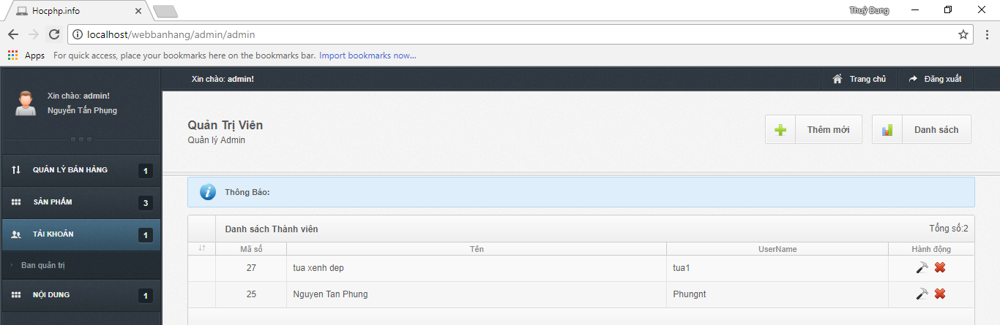 Hocphp.info
Thuỳ Dung
localhost/webbanhang/admin/admin
Apps For quick access, place your bookmarks here on the bookmarks bar. Import bookmarks now...
Xin chào: admin!
Nguyễn Tấn Phụng
QUẢN LÝ BÁN HÀNG 1
SẢN PHẨM 3
TÀI KHOẢN 1
Ban quản trị
NỘI DUNG 1
Xin chào: admin! Trang chủ Đăng xuất
Quản Trị Viên
Quản lý Admin
Thêm mới Danh sách
Thông Báo:
Danh sách Thành viên Tổng số:2
Mã số Tên UserName Hành động
27 tua xenh dep tua1
25 Nguyen Tan Phung Phungnt